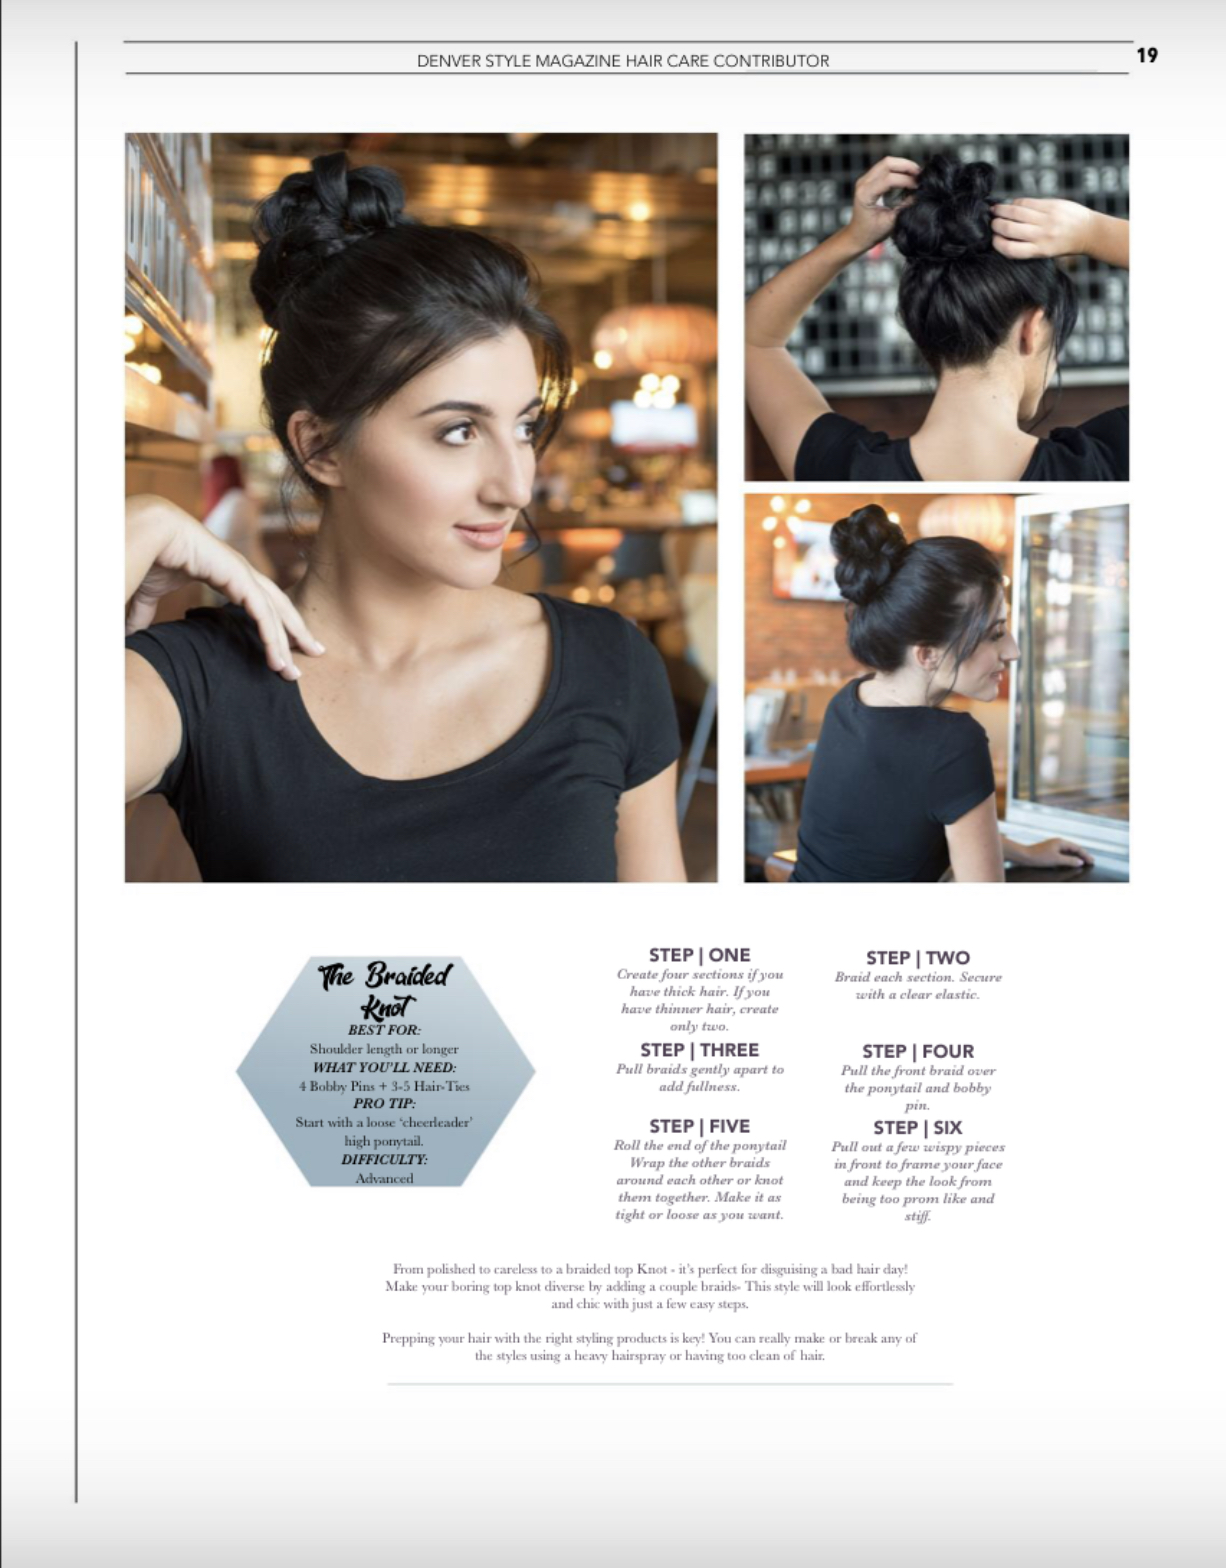 DENVER STYLE MAGAZINE HAIR CARE CONTRIBUTOR
19
The Braided
Knot
BEST FOR:
Shoulder length or longer
WHAT YOU'LL NEED:
4 Bobby Pins + 3-5 Hair-Ties
PRO TIP:
Start with a loose 'cheerleader'
high ponytail.
DIFFICULTY:
Advanced
STEP | ONE
Create four sections if you
have thick hair. If you
have thinner hair, create
only two.
STEP | TWO
Braid each section. Secure
with a clear elastic.
STEP | THREE
Pull braids gently apart to
add fullness.
STEP | FOUR
Pull the front braid over
the ponytail and bobby
pin.
STEP | FIVE
Roll the end of the ponytail
Wrap the other braids
around each other or knot
them together. Make it as
tight or loose as you want.
STEP | SIX
Pull out a few wispy pieces
in front to frame your face
and keep the look from
being too prom like and
stiff.
From polished to careless to a braided top Knot - it's perfect for disguising a bad hair day!
Make your boring top knot diverse by adding a couple braids- This style will look effortlessly
and chic with just a few easy steps.
Prepping your hair with the right styling products is key! You can really make or break any of
the styles using a heavy hairspray or having too clean of hair.